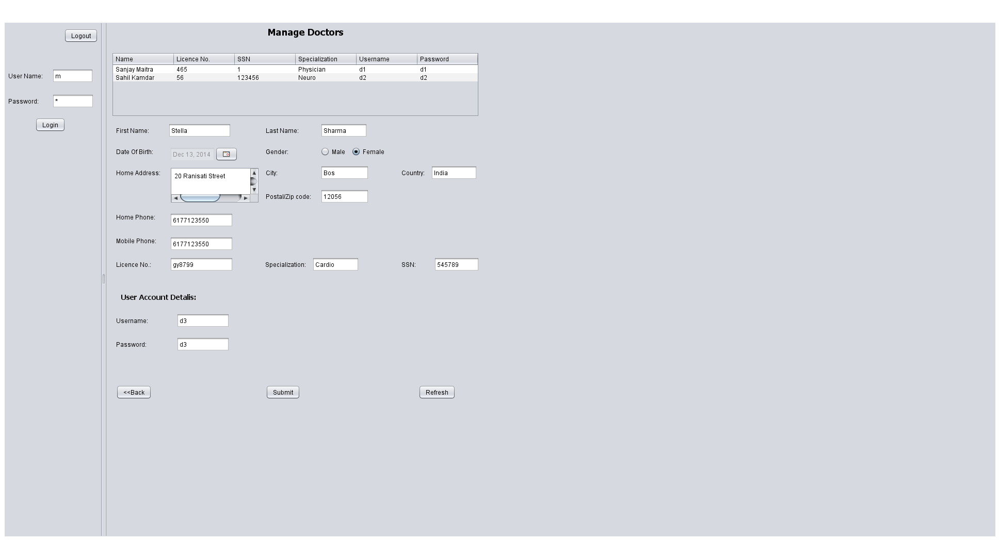 Logout
Manage Doctors
User Name: m
Password: *
Login
Name Licence No. SSN Specialization Username Password
Sanjay Maitra 465 1 Physician d1 d1
Sahil Kamdar 56 123456 Neuro d2 d2
First Name: Stella Last Name: Sharma
Date Of Birth: Dec 13, 2014 Gender: Male Female
Home Address: 20 Ranisati Street City: Bos Country: India
Postal/Zip code: 12056
Home Phone: 6177123550
Mobile Phone: 6177123550
Licence No.: gy8799 Specialization: Cardio SSN: 545789
User Account Detalis:
Username: d3
Password: d3
<<Back Submit Refresh